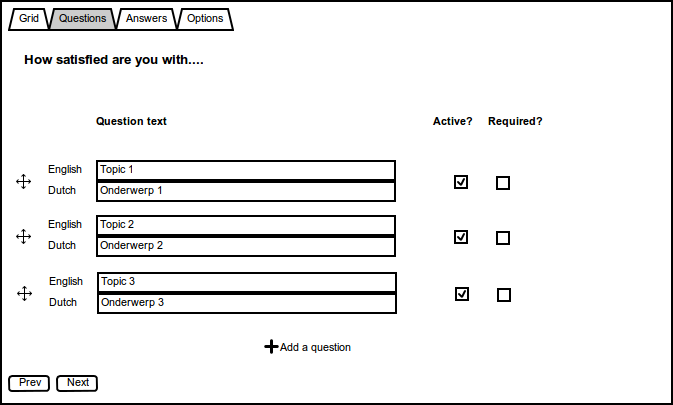 Grid Questions Answers Options
How satisfied are you with....
Question text Active? Required?
English Topic 1
Dutch Onderwerp 1
English Topic 2
Dutch Onderwerp 2
English Topic 3
Dutch Onderwerp 3
Add a question
Prev Next